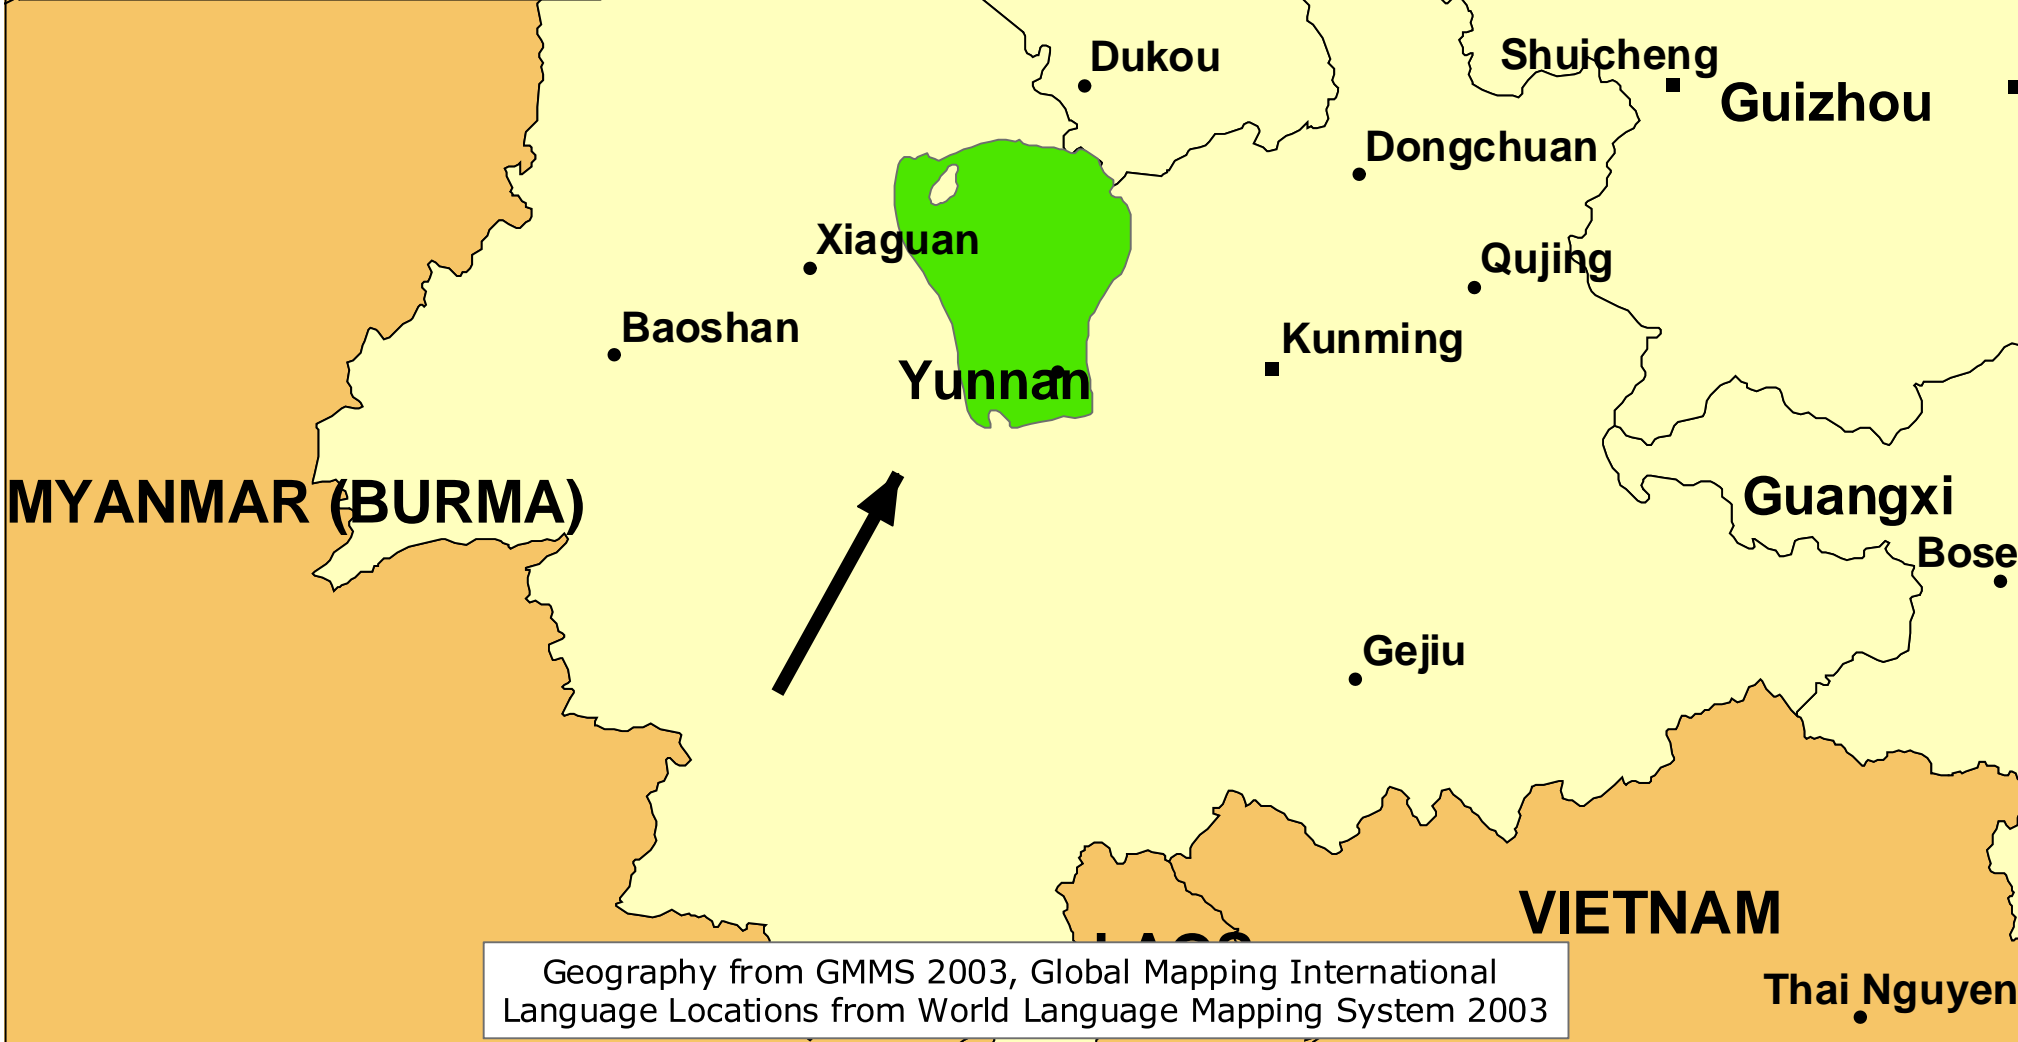 Dukou
Shuicheng
Guizhou
Dongchuan
Xiaguan
Qujing
Baoshan
Kunming
Yunnan
MYANMAR (BURMA)
Guangxi
Bose
Gejiu
VIETNAM
LAOS
Geography from GMMS 2003, Global Mapping International
Language Locations from World Language Mapping System 2003
Thai Nguyen